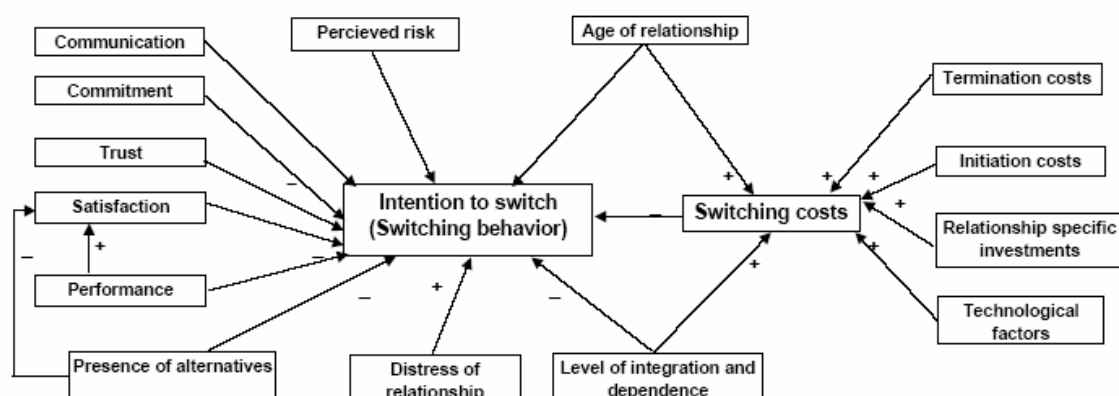 Communication
Percieved risk
Age of relationship
Commitment
Termination costs
Trust
Initiation costs
–
+
+
+
Intention to switch
(Switching behavior)
Satisfaction
–
Switching costs
+
Relationship specific
investments
–
+
–
+
+
Performance
–
+
–
+
Technological
factors
Presence of alternatives
Distress of
relationship
Level of integration and
dependence